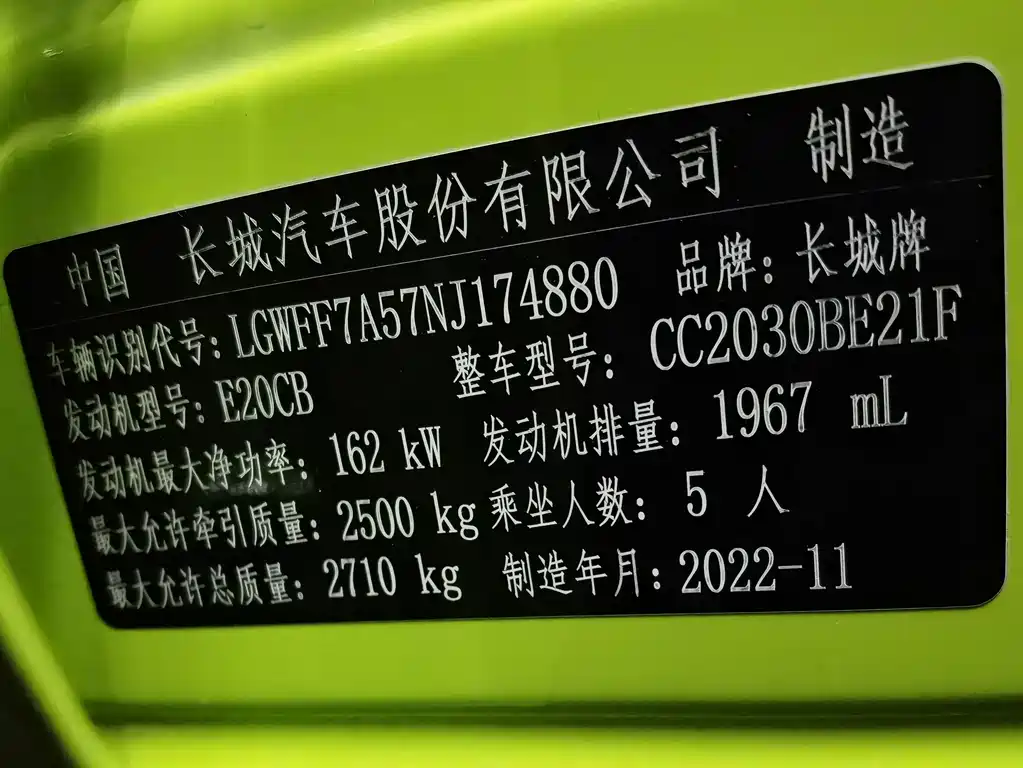 中国 长城汽车股份有限公司 制造
车辆识别代号：LGWFF7A57NJ174880 品牌：长城牌
发动机型号：E20CB 整车型号：CC2030BE21F
发动机最大净功率：162 kW 发动机排量：1967 mL
最大允许牵引质量：2500 kg 乘坐人数：5 人
最大允许总质量：2710 kg 制造年月：2022-11